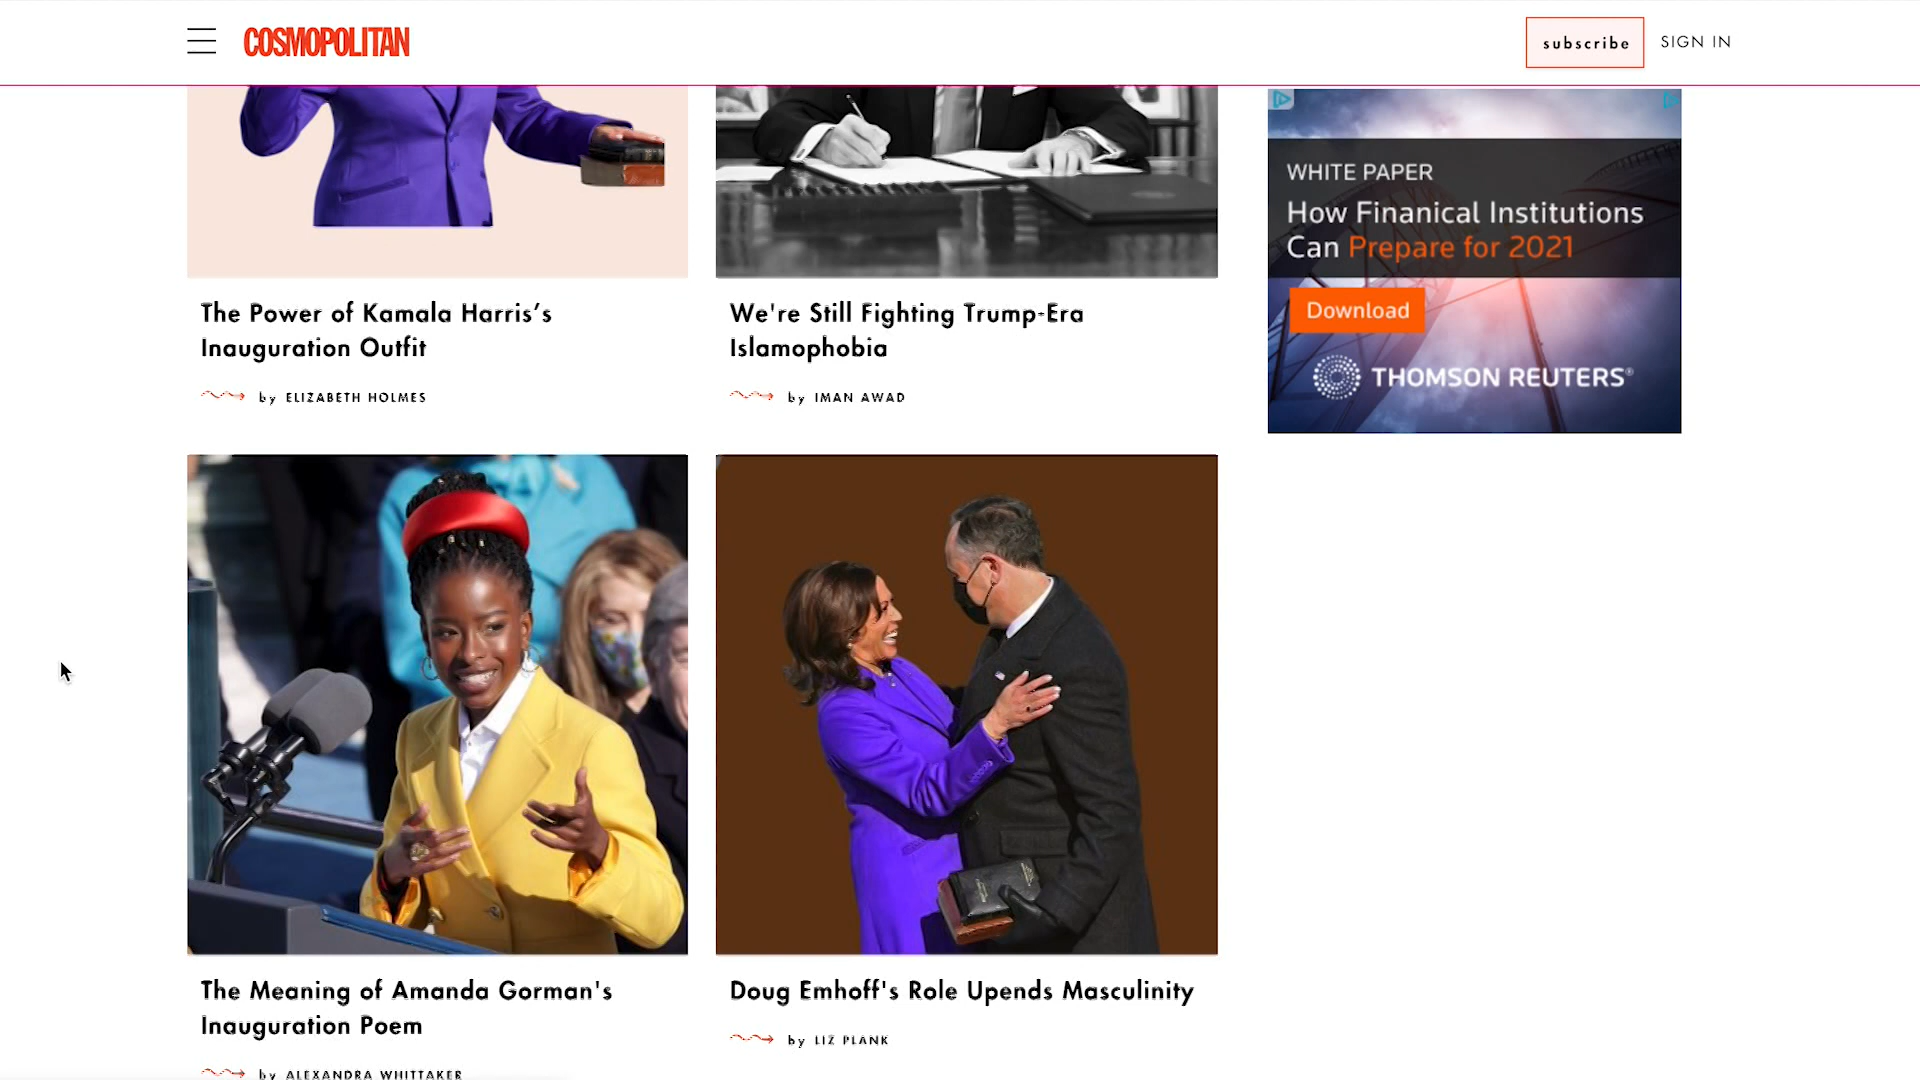 COSMOPOLITAN
subscribe
SIGN IN
WHITE PAPER
How Finanical Institutions
Can Prepare for 2021
Download
THOMSON REUTERS®
The Power of Kamala Harris’s
Inauguration Outfit
by ELIZABETH HOLMES
We're Still Fighting Trump-Era
Islamophobia
by IMAN AWAD
The Meaning of Amanda Gorman's
Inauguration Poem
by ALEXANDRA WHITTAKER
Doug Emhoff's Role Upends Masculinity
by LIZ PLANK